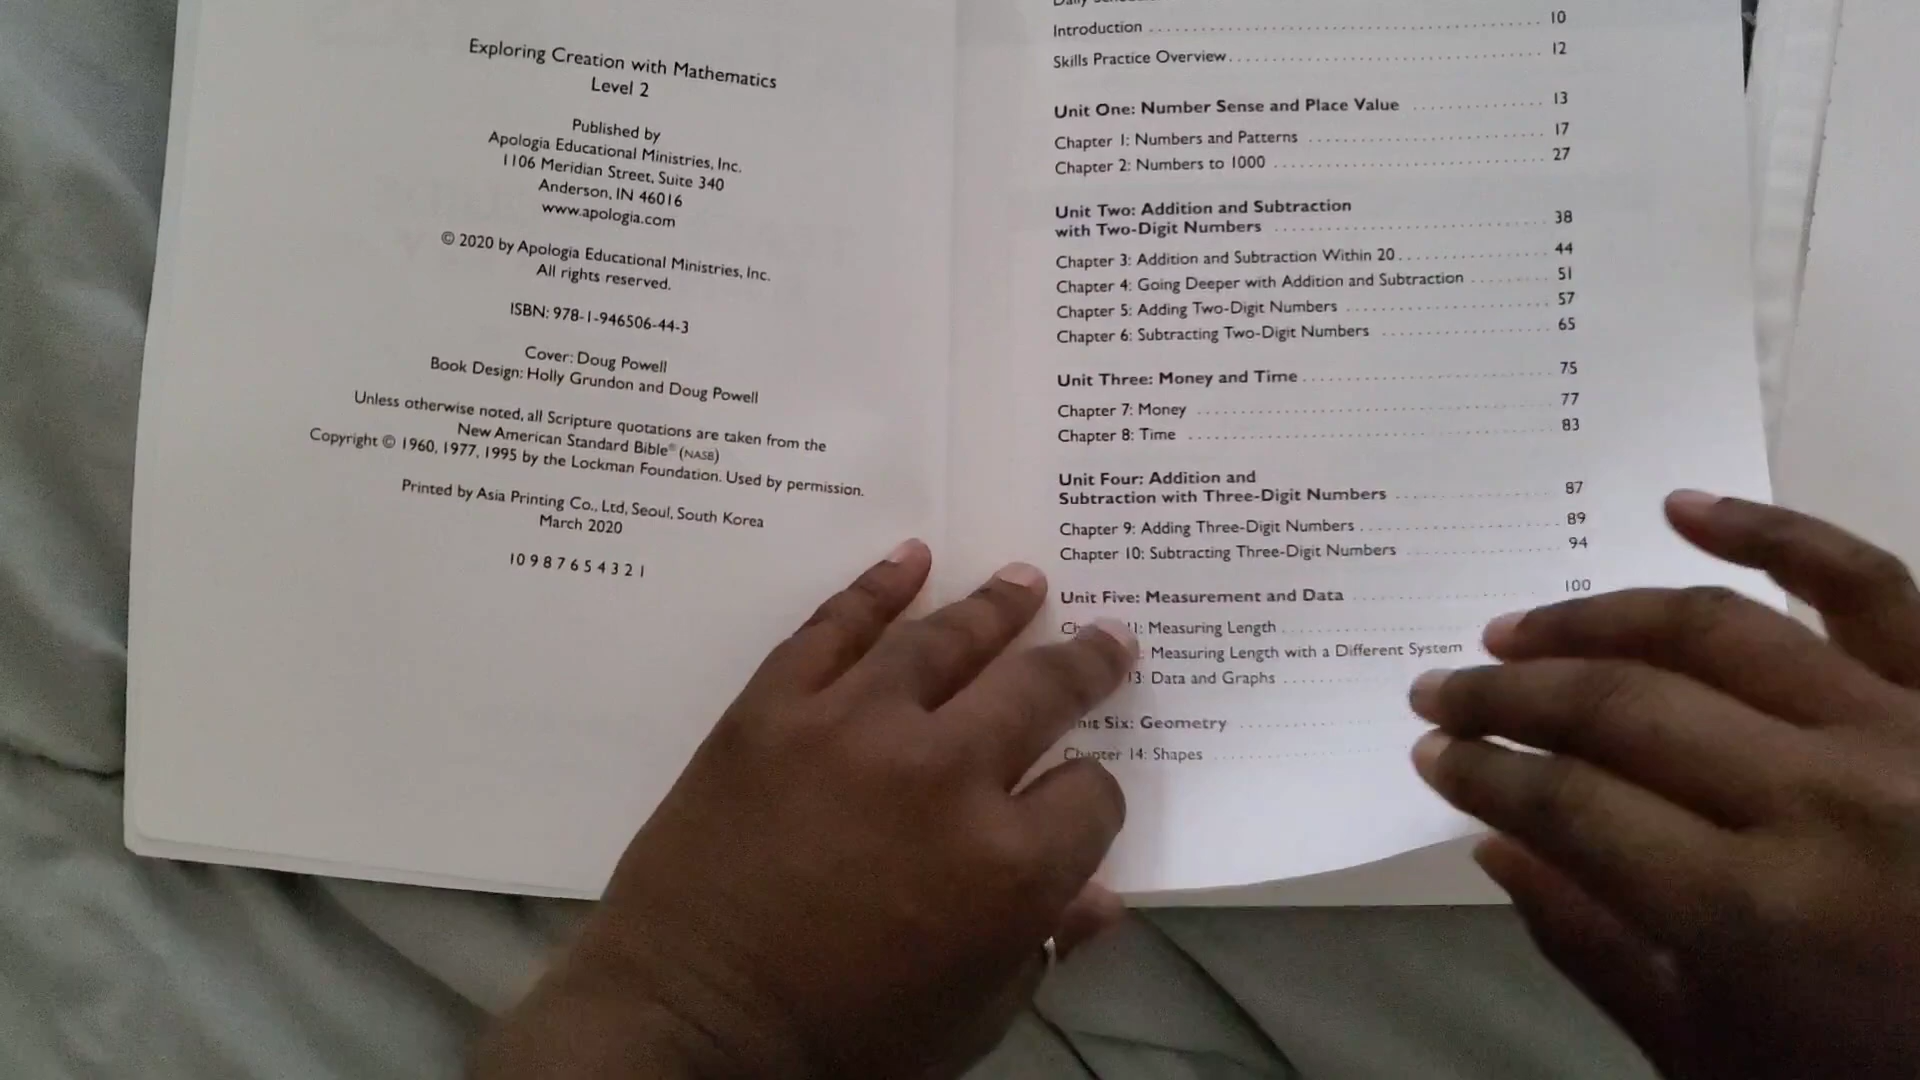 Exploring Creation with Mathematics
Level 2
Published by
Apologia Educational Ministries, Inc.
1106 Meridian Street, Suite 340
Anderson, IN 46016
www.apologia.com
© 2020 by Apologia Educational Ministries, Inc.
All rights reserved.
ISBN: 978-1-946506-44-3
Cover: Doug Powell
Book Design: Holly Grundon and Doug Powell
Unless otherwise noted, all Scripture quotations are taken from the
New American Standard Bible® (NASB)
Copyright © 1960, 1977, 1995 by the Lockman Foundation. Used by permission.
Printed by Asia Printing Co., Ltd, Seoul, South Korea
March 2020
10 9 8 7 6 5 4 3 2 1
Introduction 10
Skills Practice Overview 12
Unit One: Number Sense and Place Value 13
Chapter 1: Numbers and Patterns 17
Chapter 2: Numbers to 1000 27
Unit Two: Addition and Subtraction
with Two-Digit Numbers 38
Chapter 3: Addition and Subtraction Within 20 44
Chapter 4: Going Deeper with Addition and Subtraction 51
Chapter 5: Adding Two-Digit Numbers 57
Chapter 6: Subtracting Two-Digit Numbers 65
Unit Three: Money and Time 75
Chapter 7: Money 77
Chapter 8: Time 83
Unit Four: Addition and
Subtraction with Three-Digit Numbers 87
Chapter 9: Adding Three-Digit Numbers 89
Chapter 10: Subtracting Three-Digit Numbers 94
Unit Five: Measurement and Data 100
11: Measuring Length
Measuring Length with a Different System
13: Data and Graphs
Unit Six: Geometry
Chapter 14: Shapes